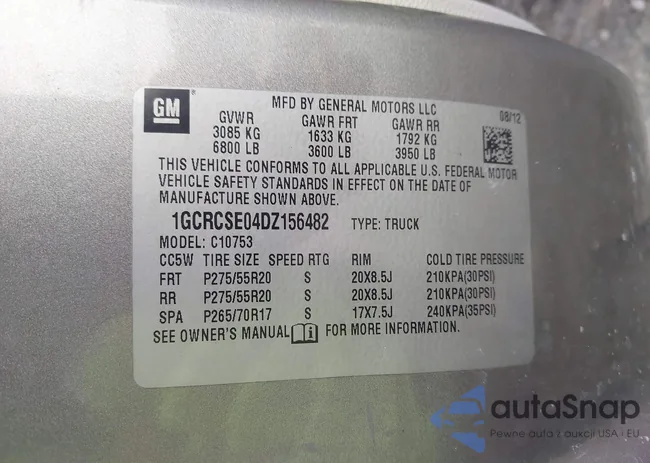 GM
MFD BY GENERAL MOTORS LLC
08/12
GVWR GAWR FRT GAWR RR
3085 KG 1633 KG 1792 KG
6800 LB 3600 LB 3950 LB
THIS VEHICLE CONFORMS TO ALL APPLICABLE U.S. FEDERAL MOTOR
VEHICLE SAFETY STANDARDS IN EFFECT ON THE DATE OF
MANUFACTURE SHOWN ABOVE.
1GCRCSE04DZ156482 TYPE: TRUCK
MODEL: C10753
CC5W TIRE SIZE SPEED RTG RIM COLD TIRE PRESSURE
FRT P275/55R20 S 20X8.5J 210KPA(30PSI)
RR P275/55R20 S 20X8.5J 210KPA(30PSI)
SPA P265/70R17 S 17X7.5J 240KPA(35PSI)
SEE OWNER'S MANUAL FOR MORE INFORMATION.
autaSnap
Pewne auta z aukcji USA i EU